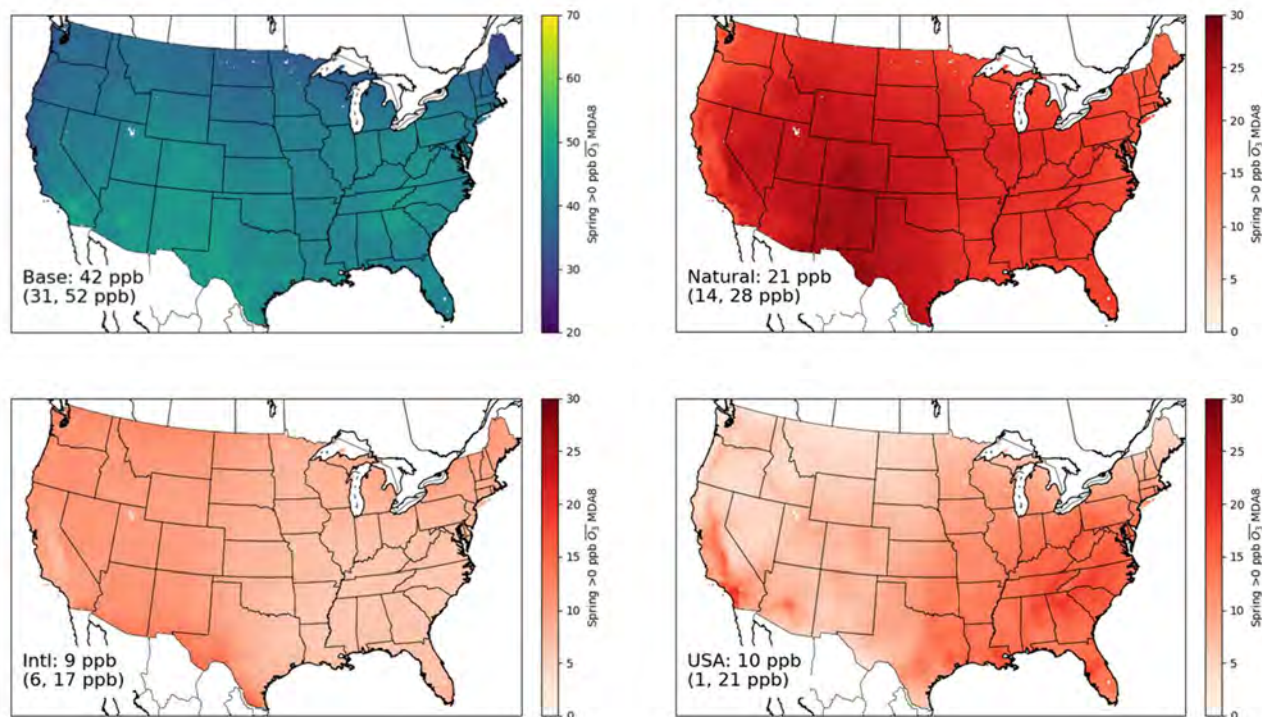 70
60
50
40
30
20
Spring >0 ppb O₃ MDA8
Base: 42 ppb
(31, 52 ppb)
30
25
20
15
10
5
0
Spring >0 ppb O₃ MDA8
Natural: 21 ppb
(14, 28 ppb)
30
25
20
15
10
5
0
Spring >0 ppb O₃ MDA8
Intl: 9 ppb
(6, 17 ppb)
30
25
20
15
10
5
0
Spring >0 ppb O₃ MDA8
USA: 10 ppb
(1, 21 ppb)